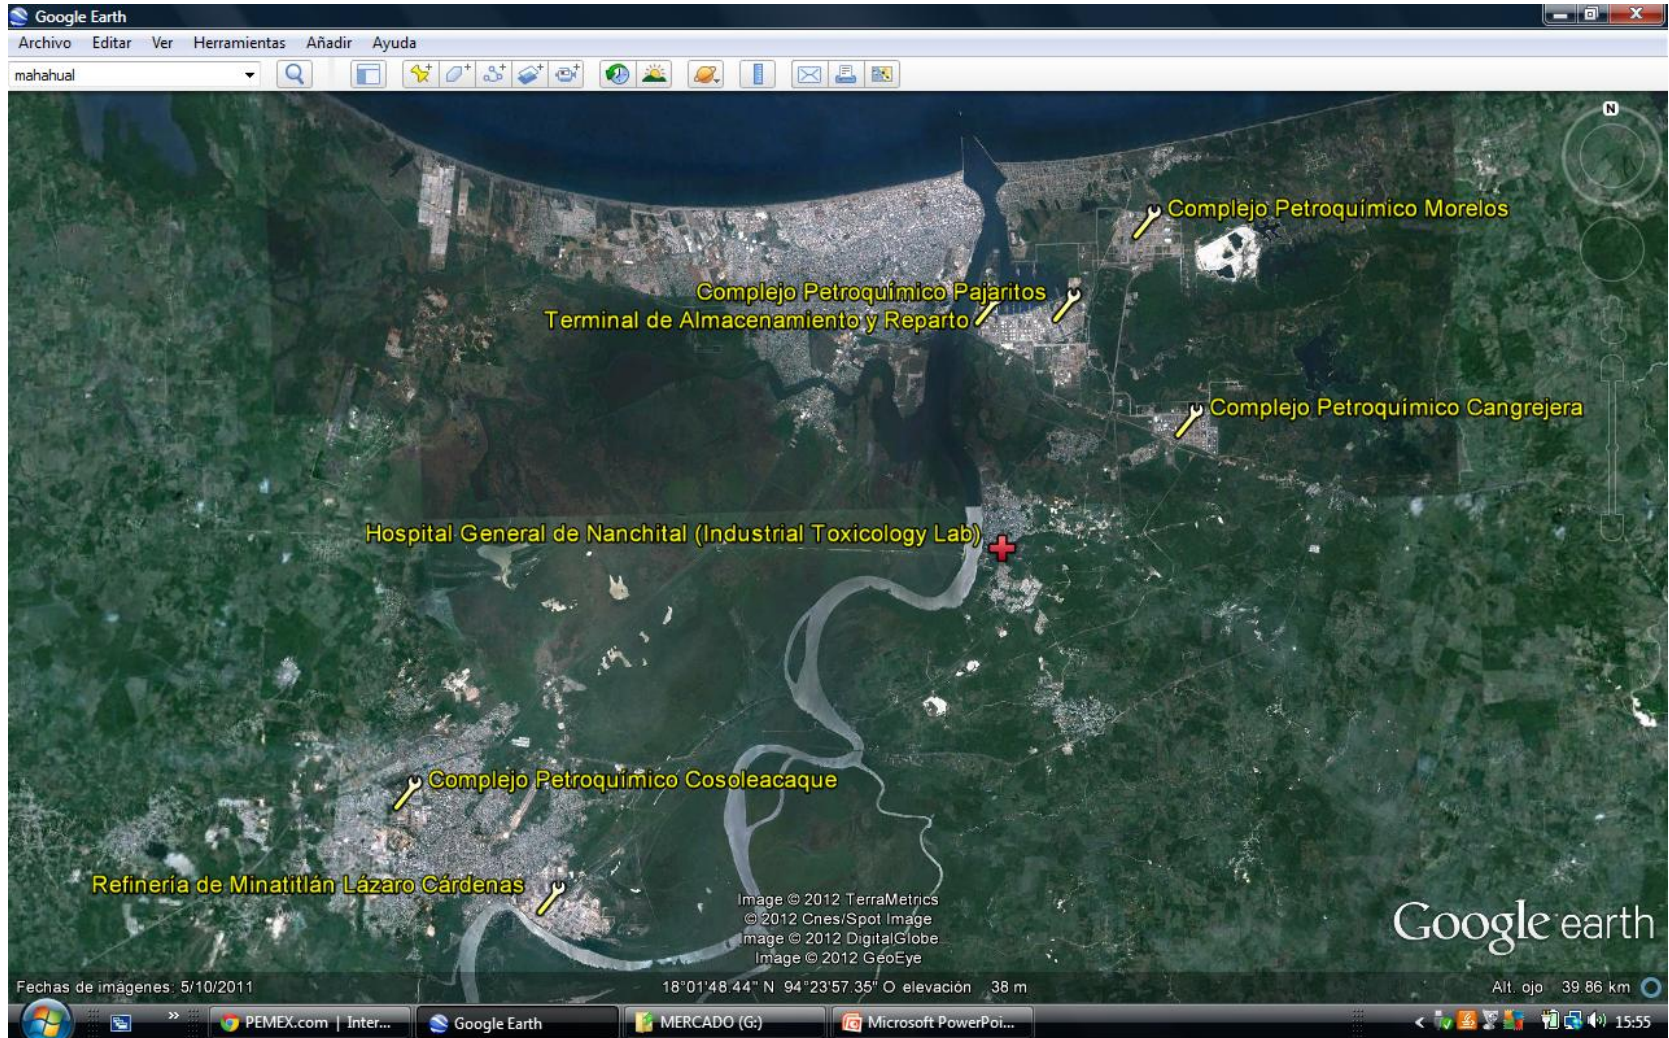 Google Earth
Archivo Editar Ver Herramientas Añadir Ayuda
mahahual
N
Complejo Petroquímico Morelos
Complejo Petroquímico Pajaritos
Terminal de Almacenamiento y Reparto
Complejo Petroquímico Cangrejera
Hospital General de Nanchital (Industrial Toxicology Lab)
Complejo Petroquímico Cosoleacaque
Refinería de Minatitlán Lázaro Cárdenas
Image © 2012 TerraMetrics
© 2012 Cnes/Spot Image
Image © 2012 DigitalGlobe
Image © 2012 GeoEye
Google earth
Fechas de imágenes: 5/10/2011 18°01'48.44" N 94°23'57.35" O elevación 38 m Alt. ojo 39.86 km
PEMEX.com | Inter... Google Earth MERCADO (G:) Microsoft PowerPoi... 15:55